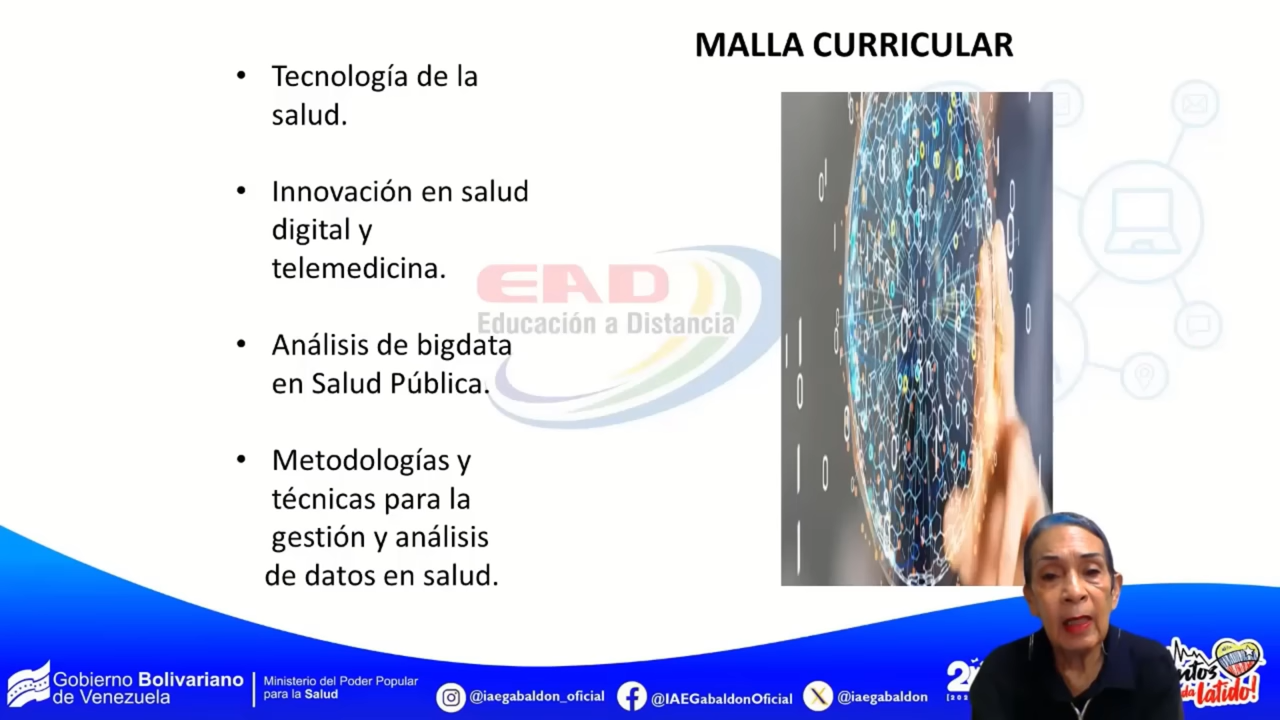 MALLA CURRICULAR
• Tecnología de la
salud.
• Innovación en salud
digital y
telemedicina.
• Análisis de bigdata
en Salud Pública.
• Metodologías y
técnicas para la
gestión y análisis
de datos en salud.
EAD
Educación a Distancia
Gobierno Bolivariano
de Venezuela
Ministerio del Poder Popular
para la Salud
@iaegabaldon_oficial
@IAEGabaldonOficial
@iaegabaldon
latido!